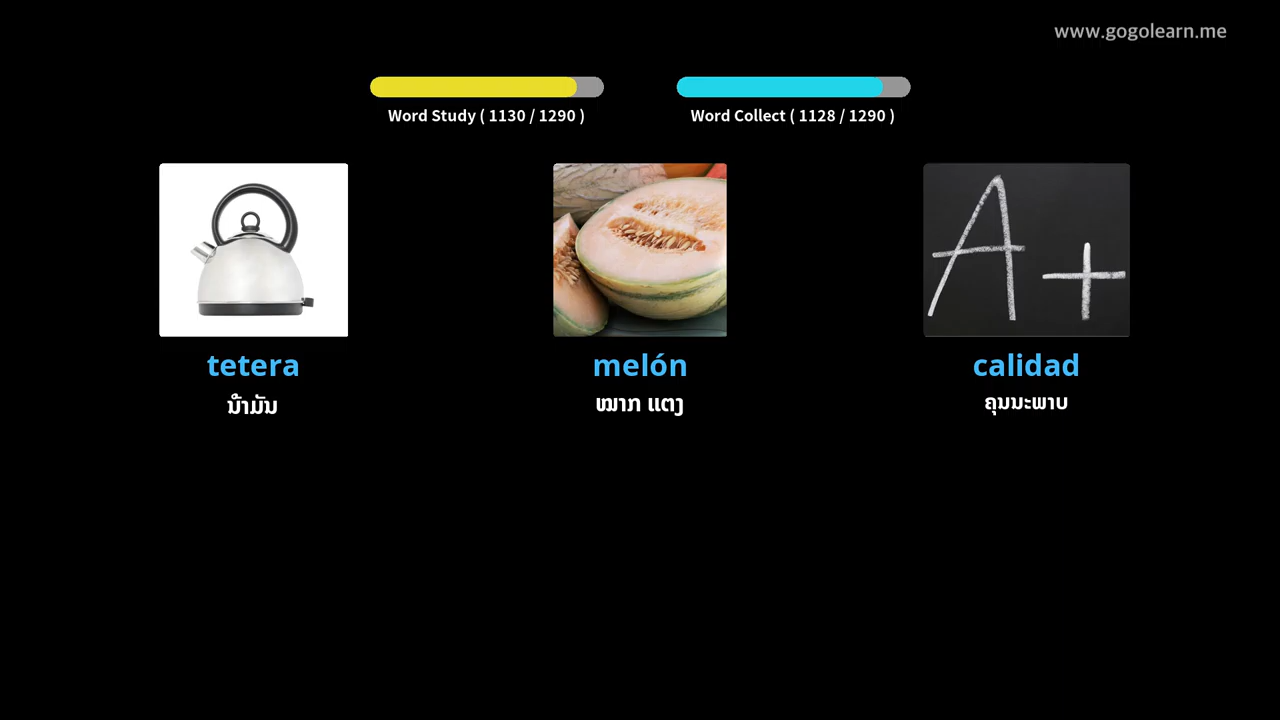 www.gogolearn.me
Word Study ( 1130 / 1290 )
Word Collect ( 1128 / 1290 )
A+
tetera
melón
calidad
ນ້ຳມັນ
ໝາກ ແຕງ
ຄຸນນະພາບ